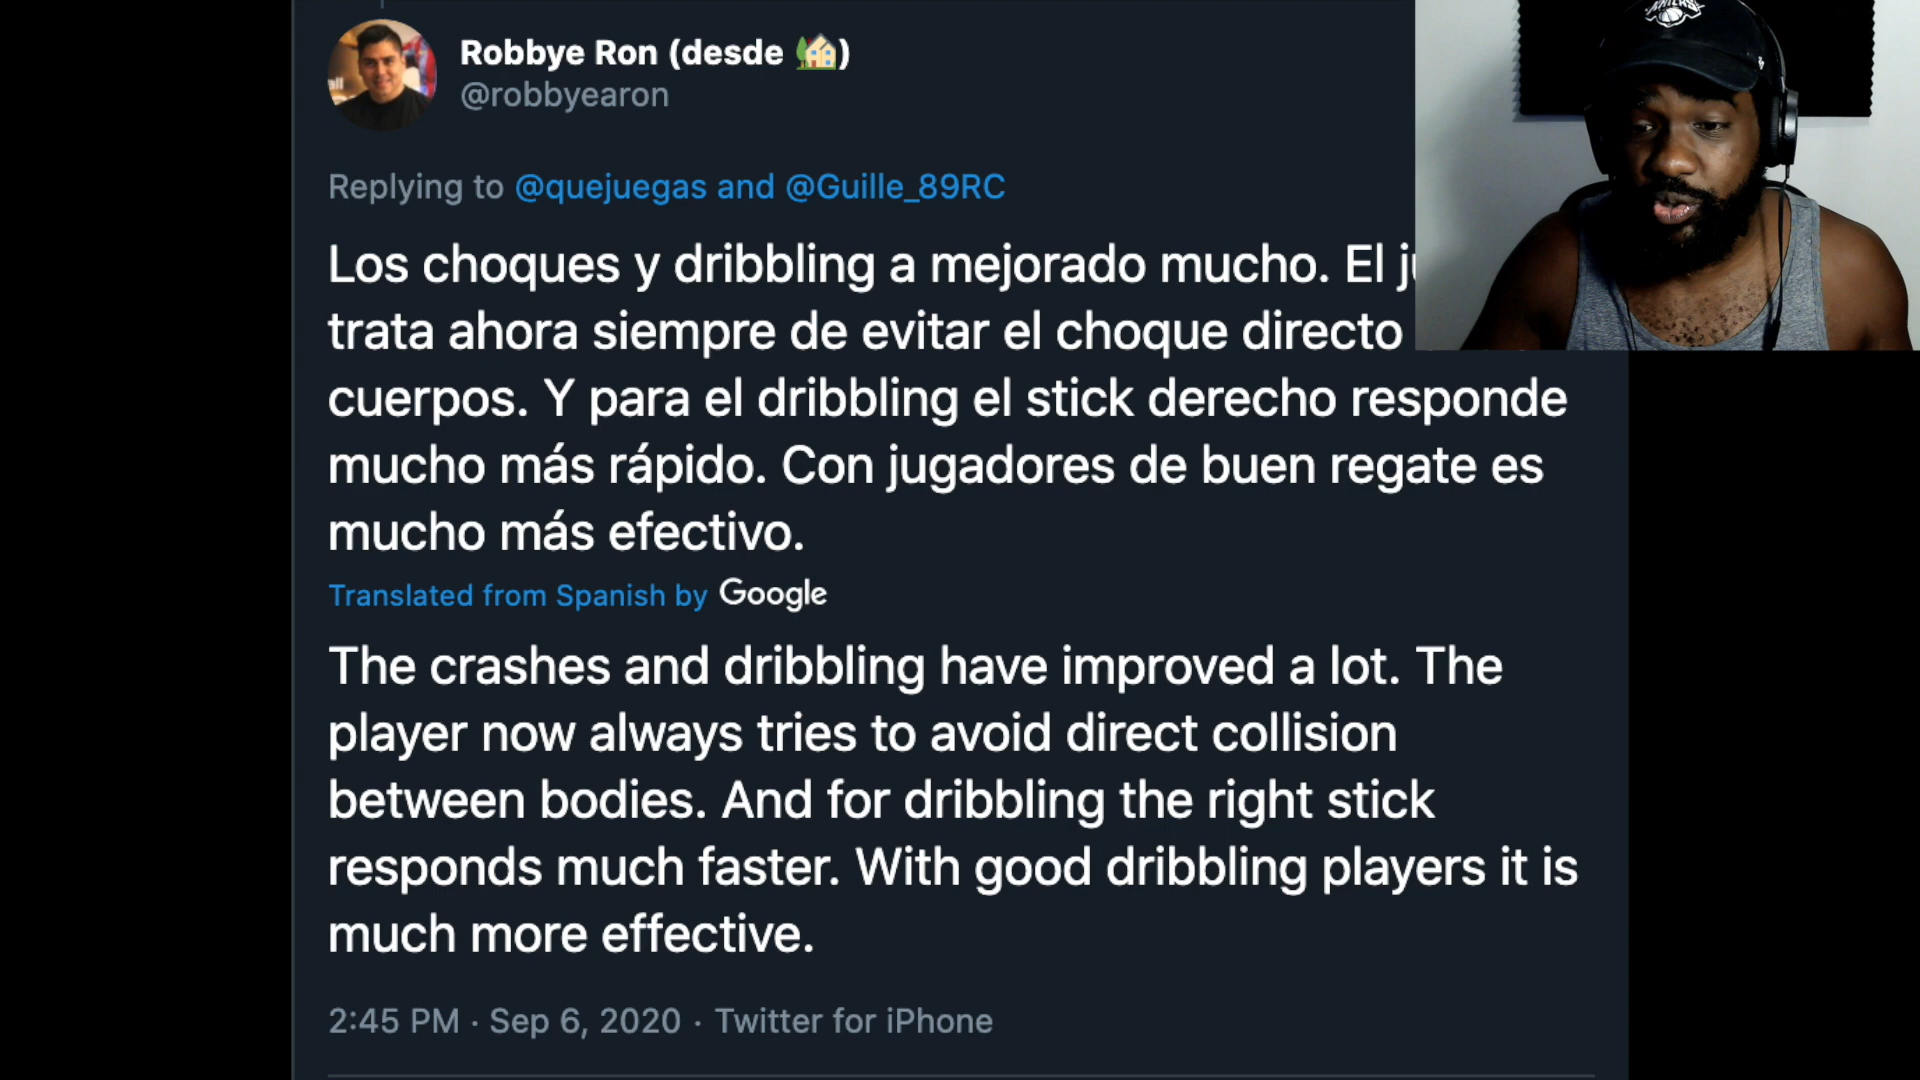 Robbye Ron (desde 🏡)
@robbyearon
Replying to @quejuegas and @Guille_89RC
Los choques y dribbling a mejorado mucho. El
trata ahora siempre de evitar el choque directo
cuerpos. Y para el dribbling el stick derecho responde
mucho más rápido. Con jugadores de buen regate es
mucho más efectivo.
Translated from Spanish by Google
The crashes and dribbling have improved a lot. The
player now always tries to avoid direct collision
between bodies. And for dribbling the right stick
responds much faster. With good dribbling players it is
much more effective.
2:45 PM · Sep 6, 2020 · Twitter for iPhone